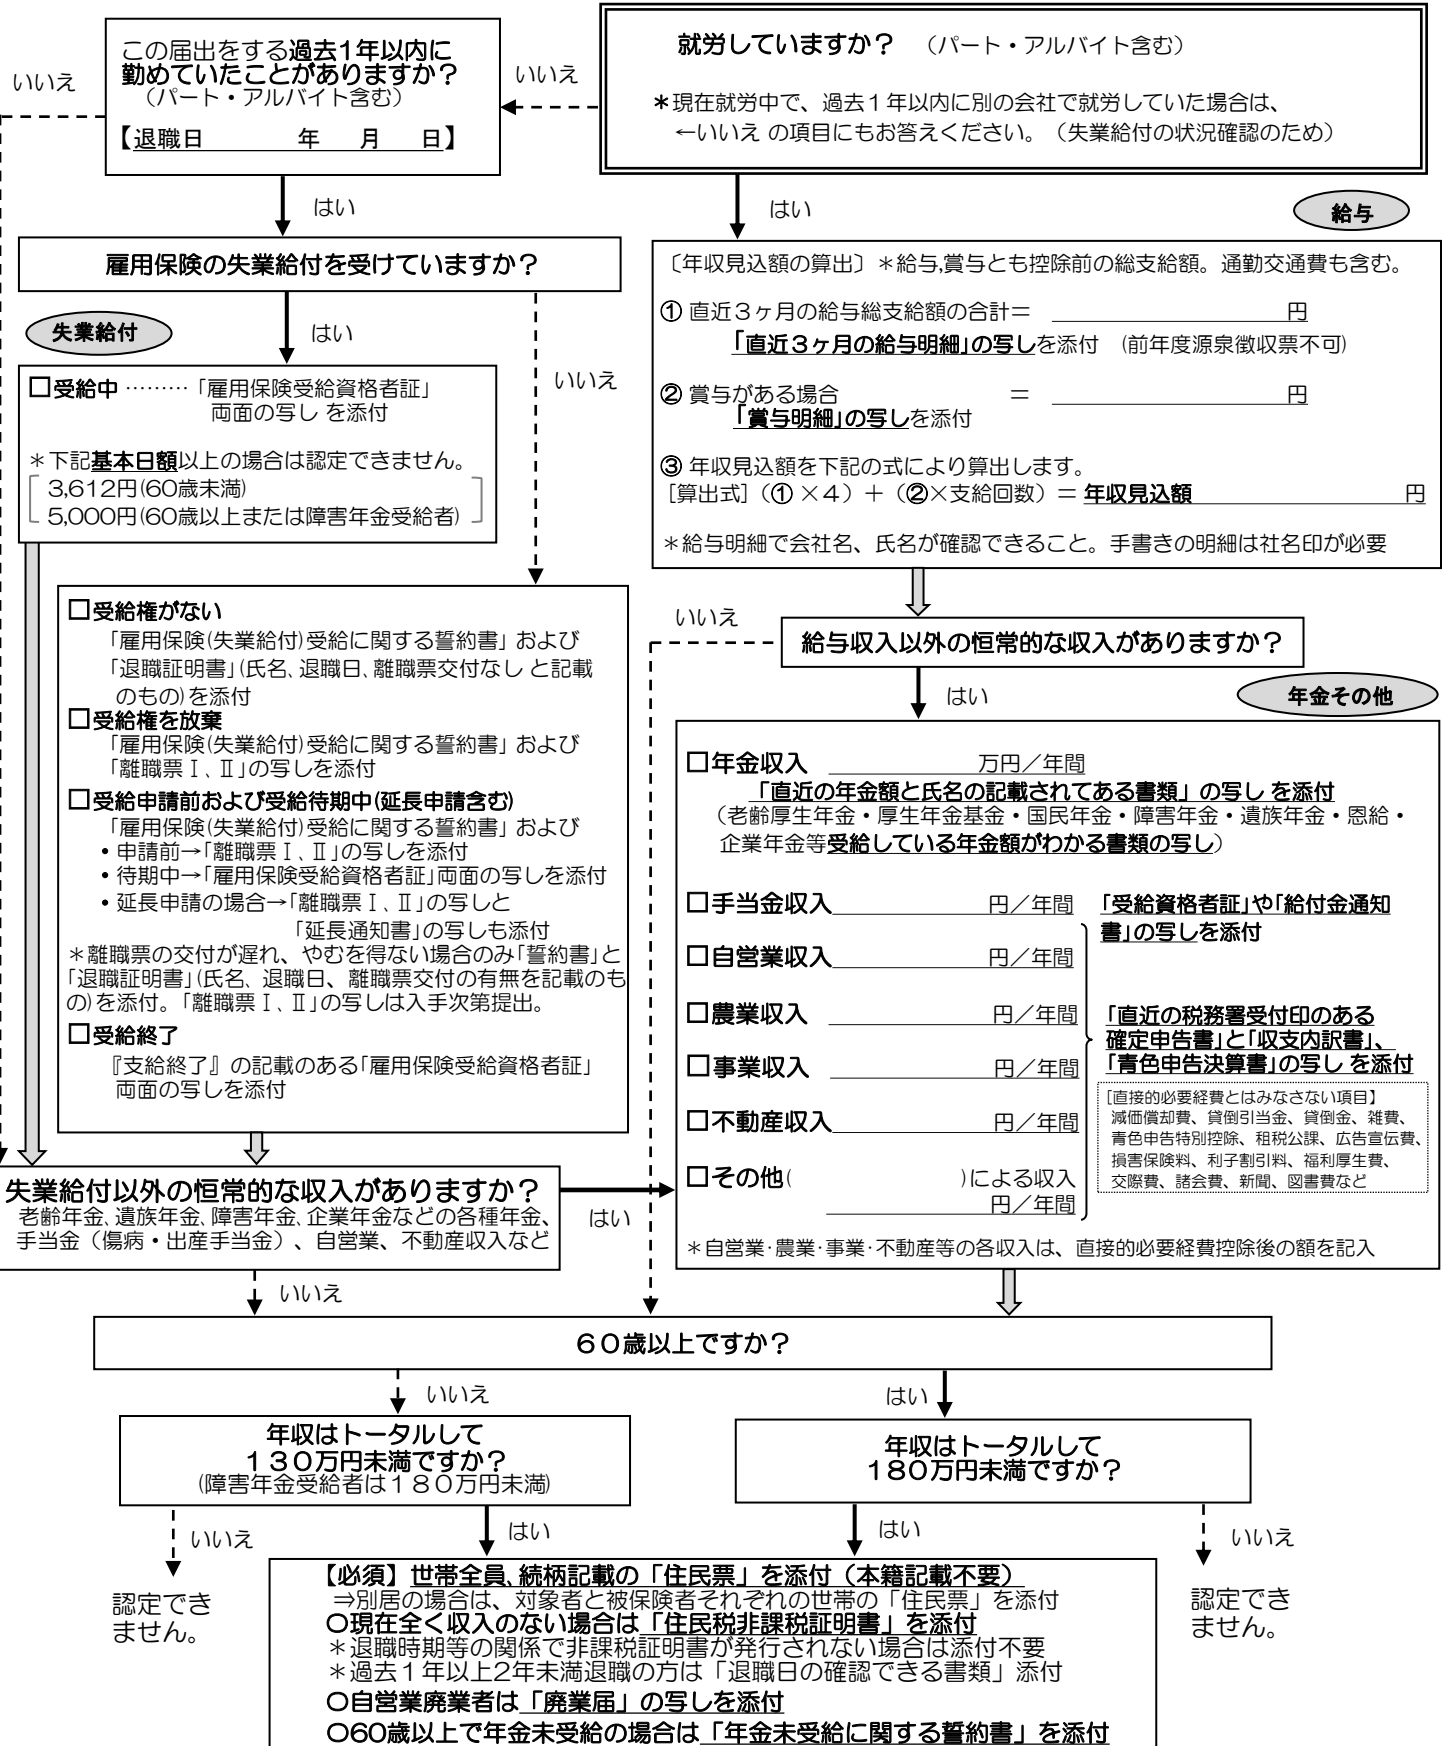 就労していますか？ （パート・アルバイト含む）
＊現在就労中で、過去１年以内に別の会社で就労していた場合は、
←いいえ の項目にもお答えください。（失業給付の状況確認のため）
いいえ
この届出をする過去１年以内に
勤めていたことがありますか？
（パート・アルバイト含む）
【退職日 年 月 日】
いいえ
はい
はい
給与
雇用保険の失業給付を受けていますか？
〔年収見込額の算出〕＊給与,賞与とも控除前の総支給額。通勤交通費も含む。
① 直近３ヶ月の給与総支給額の合計＝ 円
「直近３ヶ月の給与明細」の写しを添付 (前年度源泉徴収票不可)
② 賞与がある場合 ＝ 円
「賞与明細」の写しを添付
③ 年収見込額を下記の式により算出します。
[算出式]（① ×４）＋（②×支給回数）＝ 年収見込額 円
＊給与明細で会社名、氏名が確認できること。手書きの明細は社名印が必要
失業給付
はい
いいえ
□受給中 ………「雇用保険受給資格者証」
両面の写し を添付
＊下記基本日額以上の場合は認定できません。
3,612円(60歳未満)
5,000円(60歳以上または障害年金受給者)
□受給権がない
「雇用保険(失業給付)受給に関する誓約書」および
「退職証明書」(氏名、退職日、離職票交付なし と記載
のもの)を添付
□受給権を放棄
「雇用保険(失業給付)受給に関する誓約書」および
「離職票Ⅰ、Ⅱ」の写しを添付
□受給申請前および受給待期中(延長申請含む)
「雇用保険(失業給付)受給に関する誓約書」および
・申請前→「離職票Ⅰ、Ⅱ」の写しを添付
・待期中→「雇用保険受給資格者証」両面の写しを添付
・延長申請の場合→「離職票Ⅰ、Ⅱ」の写しと
「延長通知書」の写しも添付
＊離職票の交付が遅れ、やむを得ない場合のみ「誓約書」と
「退職証明書」(氏名、退職日、離職票交付の有無を記載のも
の)を添付。「離職票Ⅰ、Ⅱ」の写しは入手次第提出。
□受給終了
『支給終了』の記載のある「雇用保険受給資格者証」
両面の写しを添付
いいえ
給与収入以外の恒常的な収入がありますか？
はい
年金その他
□年金収入 万円／年間
「直近の年金額と氏名の記載されてある書類」の写し を添付
（老齢厚生年金・厚生年金基金・国民年金・障害年金・遺族年金・恩給・
企業年金等受給している年金額がわかる書類の写し）
□手当金収入 円／年間
「受給資格者証」や「給付金通知
書」の写しを添付
□自営業収入 円／年間
□農業収入 円／年間
□事業収入 円／年間
□不動産収入 円／年間
□その他( )による収入
円／年間
「直近の税務署受付印のある
確定申告書」と「収支内訳書」、
「青色申告決算書」の写し を添付
[直接的必要経費とはみなさない項目】
減価償却費、貸倒引当金、貸倒金、雑費、
青色申告特別控除、租税公課、広告宣伝費、
損害保険料、利子割引料、福利厚生費、
交際費、諸会費、新聞、図書費など
＊自営業･農業･事業･不動産等の各収入は、直接的必要経費控除後の額を記入
失業給付以外の恒常的な収入がありますか？
老齢年金、遺族年金、障害年金、企業年金などの各種年金、
手当金（傷病・出産手当金）、自営業、不動産収入など
はい
いいえ
６０歳以上ですか？
いいえ
はい
年収はトータルして
１３０万円未満ですか？
(障害年金受給者は１８０万円未満)
年収はトータルして
１８０万円未満ですか？
いいえ
はい
はい
いいえ
認定でき
ません。
認定でき
ません。
【必須】世帯全員、続柄記載の「住民票」を添付（本籍記載不要）
⇒別居の場合は、対象者と被保険者それぞれの世帯の「住民票」を添付
○現在全く収入のない場合は「住民税非課税証明書」を添付
＊退職時期等の関係で非課税証明書が発行されない場合は添付不要
＊過去１年以上2年未満退職の方は「退職日の確認できる書類」添付
○自営業廃業者は「廃業届」の写しを添付
○60歳以上で年金未受給の場合は「年金未受給に関する誓約書」を添付